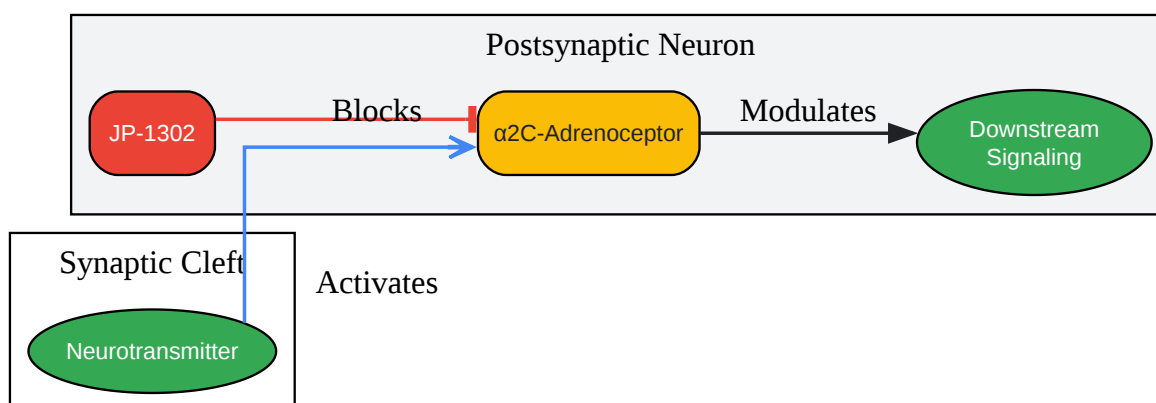 Postsynaptic Neuron
JP-1302
Blocks
α2C-Adrenoceptor
Modulates
Downstream
Signaling
Synaptic Cleft
Activates
Neurotransmitter